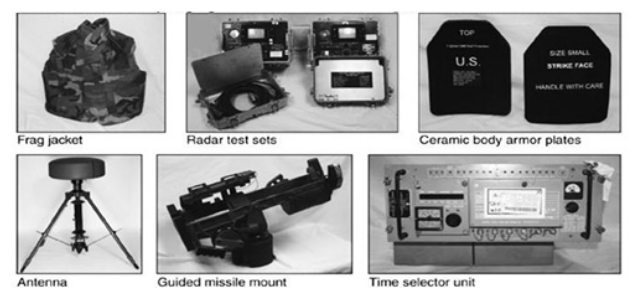 Frag jacket
Radar test sets
TOP
U.S.
SIZE SMALL
STRIKE FACE
HANDLE WITH CARE
Ceramic body armor plates
Antenna
Guided missile mount
Time selector unit